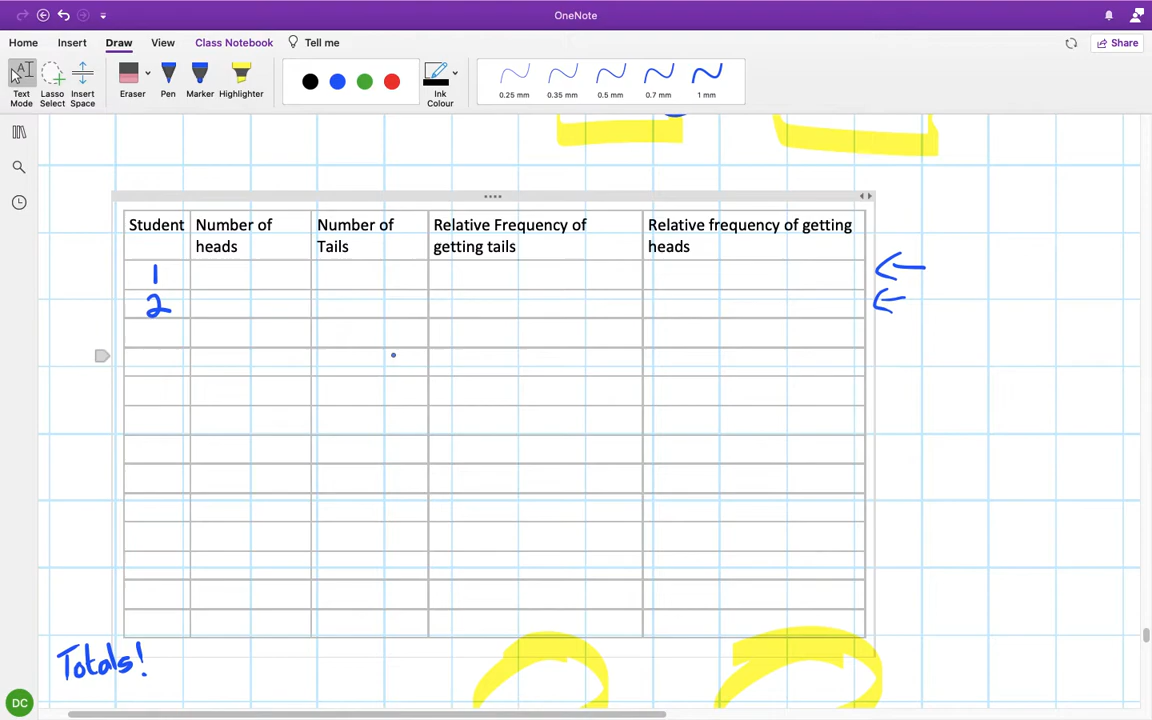 OneNote
Home Insert Draw View Class Notebook Tell me
Share
Text Mode
Lasso Select
Insert Space
Eraser
Pen
Marker
Highlighter
Ink Colour
0.25 mm
0.35 mm
0.5 mm
0.7 mm
1 mm
Student
Number of
heads
Number of
Tails
Relative Frequency of
getting tails
Relative frequency of getting
heads
1
2
Totals!
DC